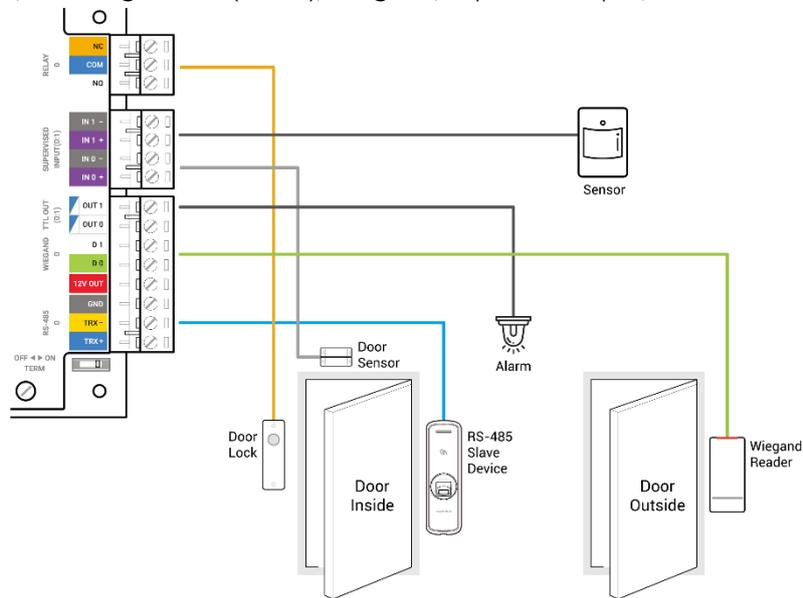 NC
COM
NO
RELAY
0
IN 1 −
IN 1 +
IN 0 −
IN 0 +
SUPERVISED
INPUT(0:1)
OUT 1
OUT 0
TTL OUT
(0:1)
D 1
D 0
WIEGAND
0
12V OUT
GND
TRX −
TRX +
RS-485
0
OFF ◄ ► ON
TERM
Sensor
Alarm
Door
Sensor
Door
Lock
Door
Inside
RS-485
Slave
Device
Door
Outside
Wiegand
Reader